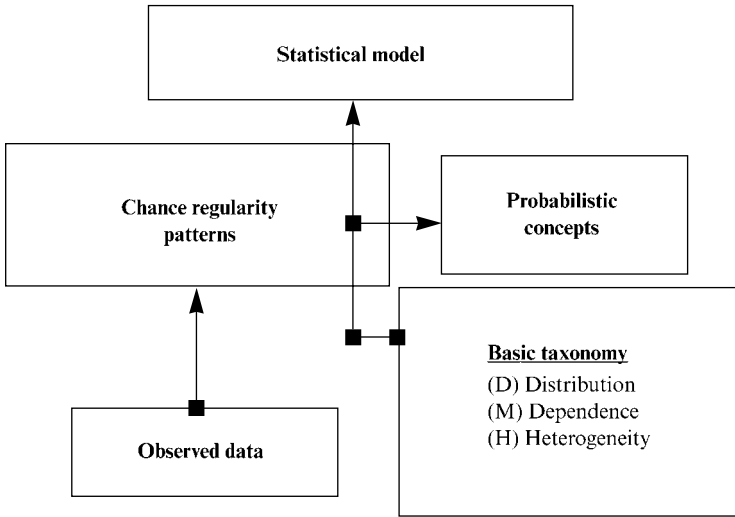 Statistical model
Chance regularity
patterns
Probabilistic
concepts
Basic taxonomy
(D) Distribution
(M) Dependence
(H) Heterogeneity
Observed data